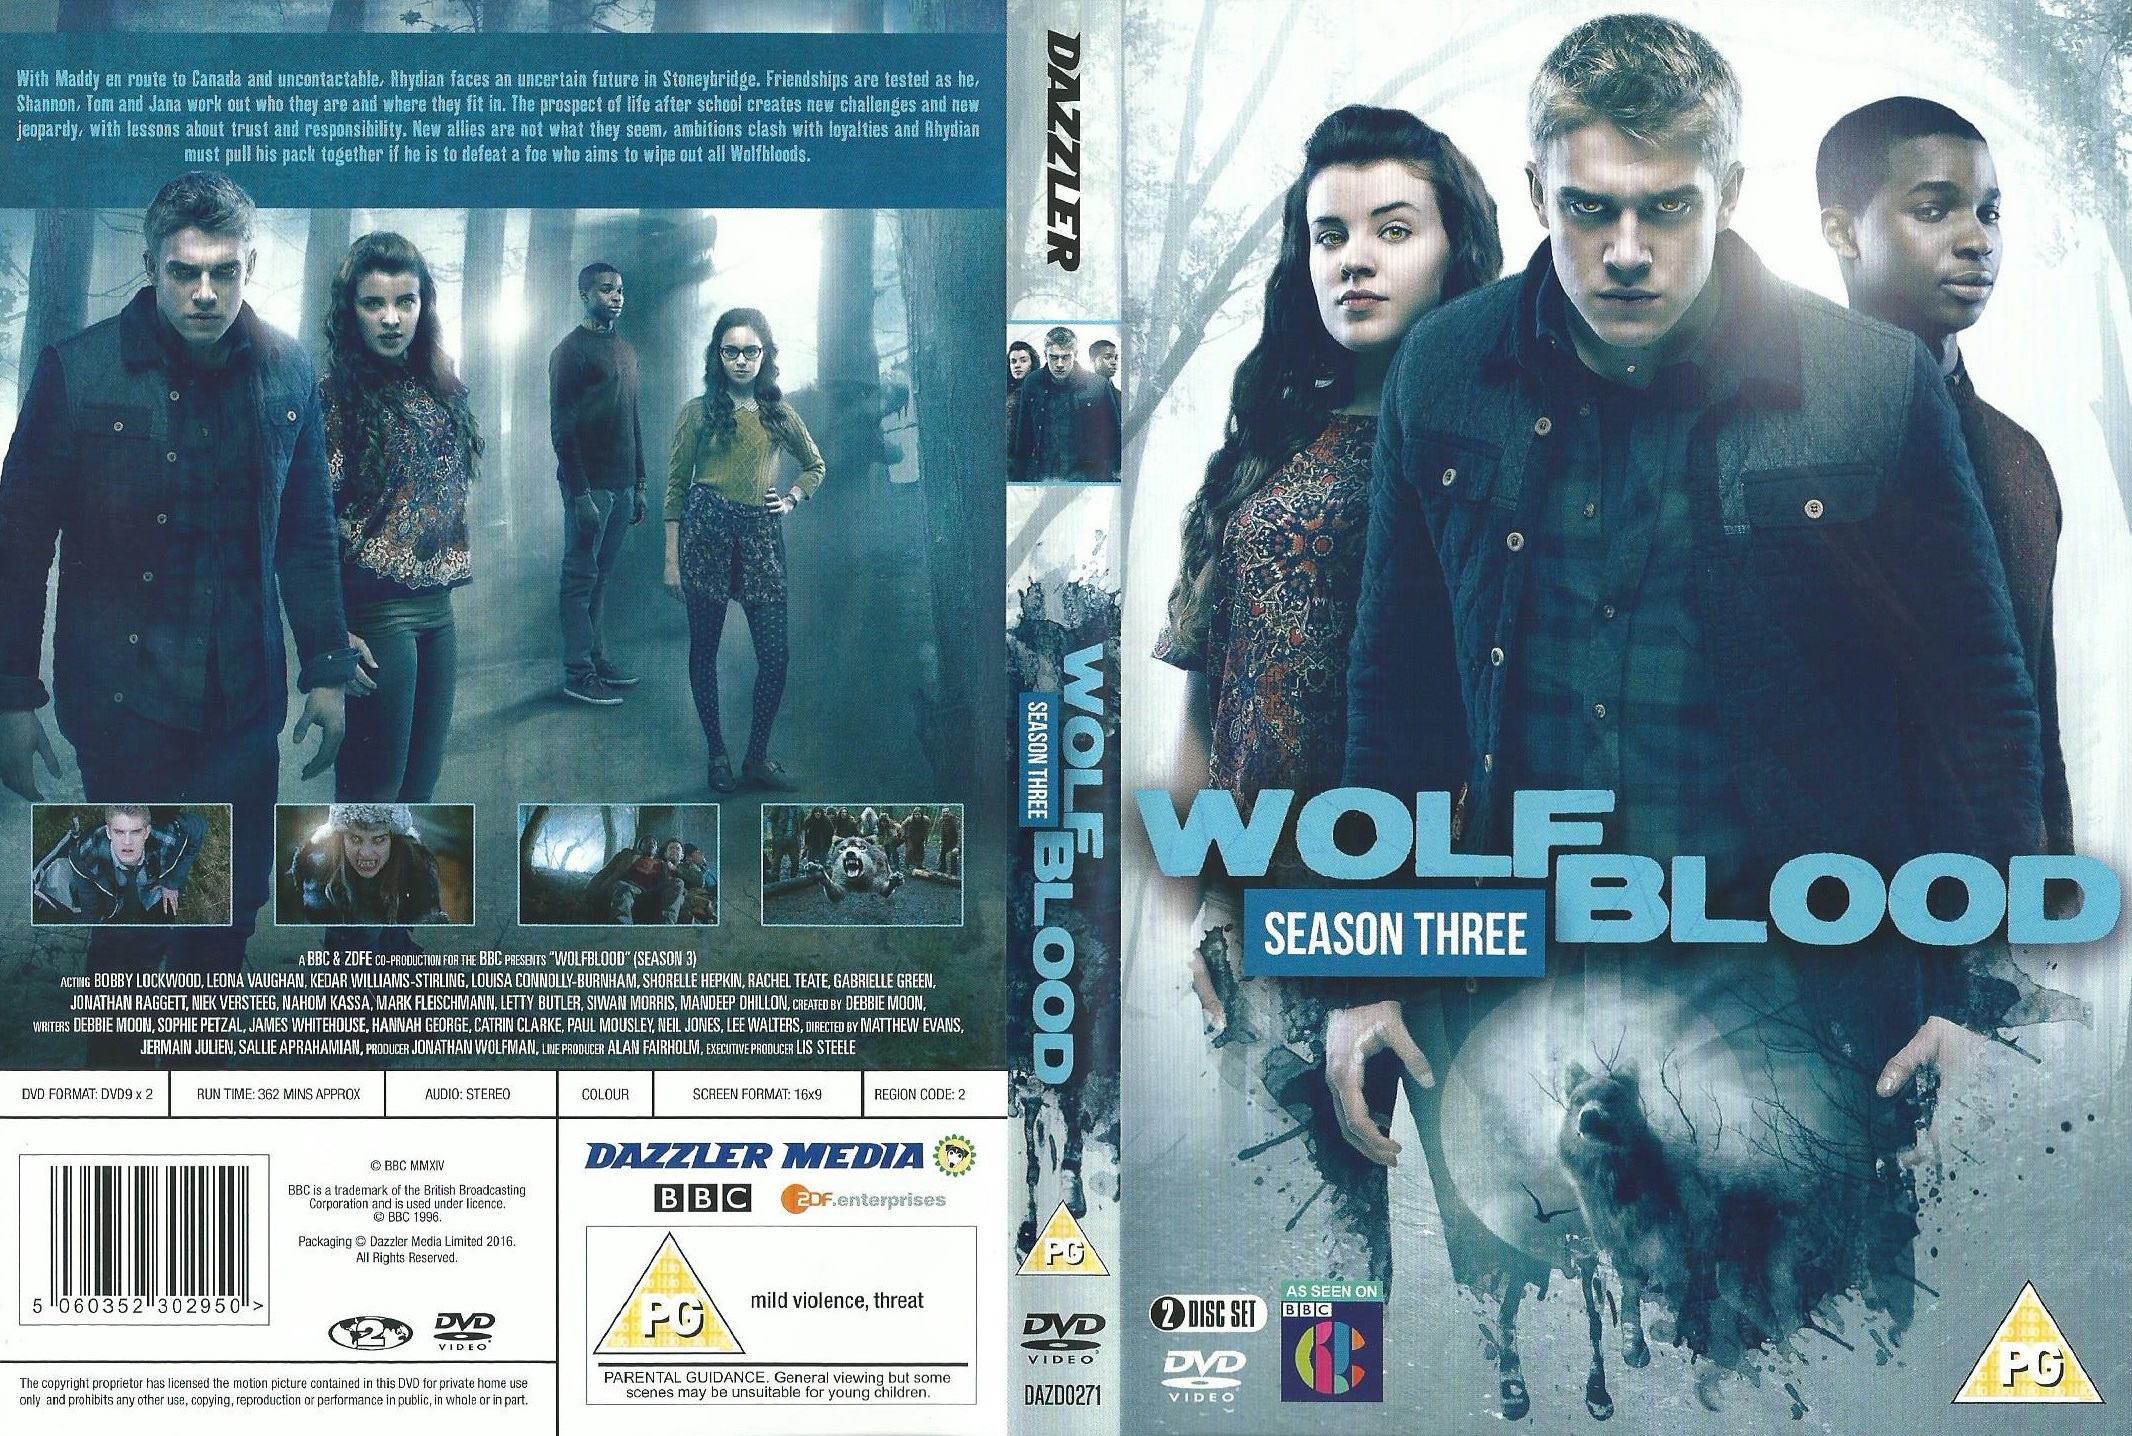 With Maddy en route to Canada and uncontactable, Rhydian faces an uncertain future in Stoneybridge. Friendships are tested as he,
Shannon, Tom and Jana work out who they are and where they fit in. The prospect of life after school creates new challenges and new
jeopardy, with lessons about trust and responsibility. New allies are not what they seem, ambitions clash with loyalties and Rhydian
must pull his pack together if he is to defeat a foe who aims to wipe out all Wolfbloods.
A BBC & ZDFE CO-PRODUCTION FOR THE BBC PRESENTS "WOLFBLOOD" (SEASON 3)
ACTING BOBBY LOCKWOOD, LEONA VAUGHAN, KEDAR WILLIAMS-STIRLING, LOUISA CONNOLLY-BURNHAM, SHORELLE HEPKIN, RACHEL TEATE, GABRIELLE GREEN,
JONATHAN RAGGETT, NIEK VERSTEEG, NAHOM KASSA, MARK FLEISCHMANN, LETTY BUTLER, SIWAN MORRIS, MANDEEP DHILLON, CREATED BY DEBBIE MOON,
WRITERS DEBBIE MOON, SOPHIE PETZAL, JAMES WHITEHOUSE, HANNAH GEORGE, CATRIN CLARKE, PAUL MOUSLEY, NEIL JONES, LEE WALTERS, DIRECTED BY MATTHEW EVANS,
JERMAIN JULIEN, SALLIE APRAHAMIAN, PRODUCER JONATHAN WOLFMAN, LINE PRODUCER ALAN FAIRHOLM, EXECUTIVE PRODUCER LIS STEELE
DVD FORMAT: DVD9 x 2
RUN TIME: 362 MINS APPROX
AUDIO: STEREO
COLOUR
SCREEN FORMAT: 16x9
REGION CODE: 2
5 060352 302950 >
© BBC MMXIV
BBC is a trademark of the British Broadcasting
Corporation and is used under licence.
© BBC 1996.
Packaging © Dazzler Media Limited 2016.
All Rights Reserved.
2
DVD
VIDEO
The copyright proprietor has licensed the motion picture contained in this DVD for private home use
only and prohibits any other use, copying, reproduction or performance in public, in whole or in part.
DAZZLER MEDIA
BBC
ZDF.enterprises
PG
mild violence, threat
PARENTAL GUIDANCE. General viewing but some
scenes may be unsuitable for young children.
DAZZLER
WOLFBLOOD
SEASON THREE
PG
DVD
VIDEO
DAZD0271
WOLF
BLOOD
SEASON THREE
2 DISC SET
DVD
VIDEO
AS SEEN ON
BBC
CBBC
PG